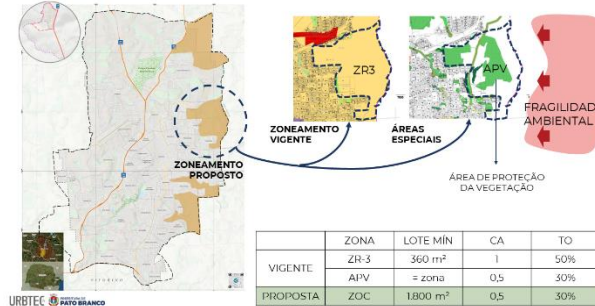 ZONEAMENTO
PROPOSTO
ZR3
ZONEAMENTO
VIGENTE
APV
ÁREAS
ESPECIAIS
FRAGILIDAD
AMBIENTAL
ÁREA DE PROTEÇÃO
DA VEGETAÇÃO
ZONA LOTE MÍN CA TO
VIGENTE ZR-3 360 m² 1 50%
APV = zona 0,5 30%
PROPOSTA ZOC 1.800 m² 0,5 30%
URBTEC
PATO BRANCO